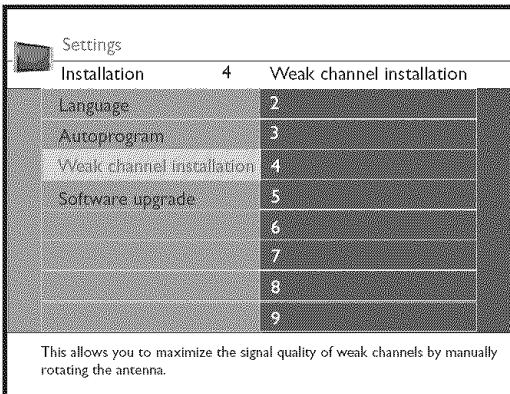 Settings
Installation 4 Weak channel installation
Language 2
Autoprogram 3
Weak channel installation 4
Software upgrade 5
6
7
8
9
This allows you to maximize the signal quality of weak channels by manually
rotating the antenna.